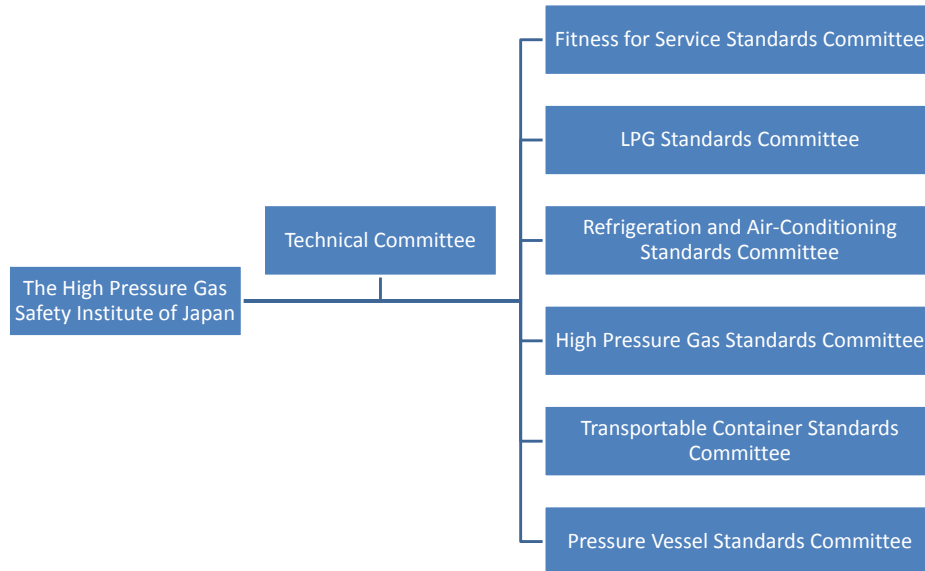 The High Pressure Gas
Safety Institute of Japan
Technical Committee
Fitness for Service Standards Committee
LPG Standards Committee
Refrigeration and Air-Conditioning
Standards Committee
High Pressure Gas Standards Committee
Transportable Container Standards
Committee
Pressure Vessel Standards Committee